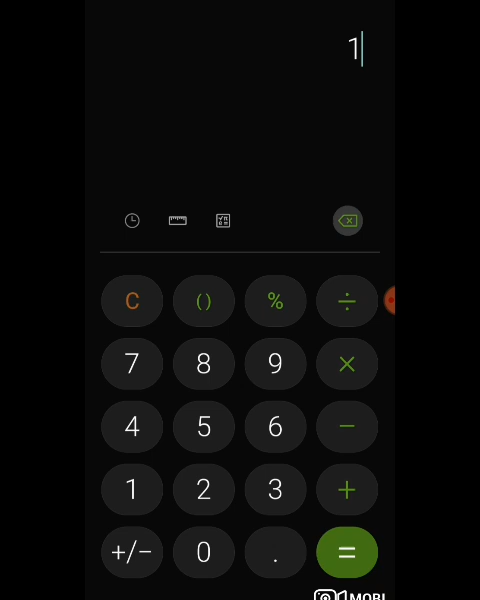 1
C ( ) % ÷
7 8 9 ×
4 5 6 −
1 2 3 +
+/− 0 . =